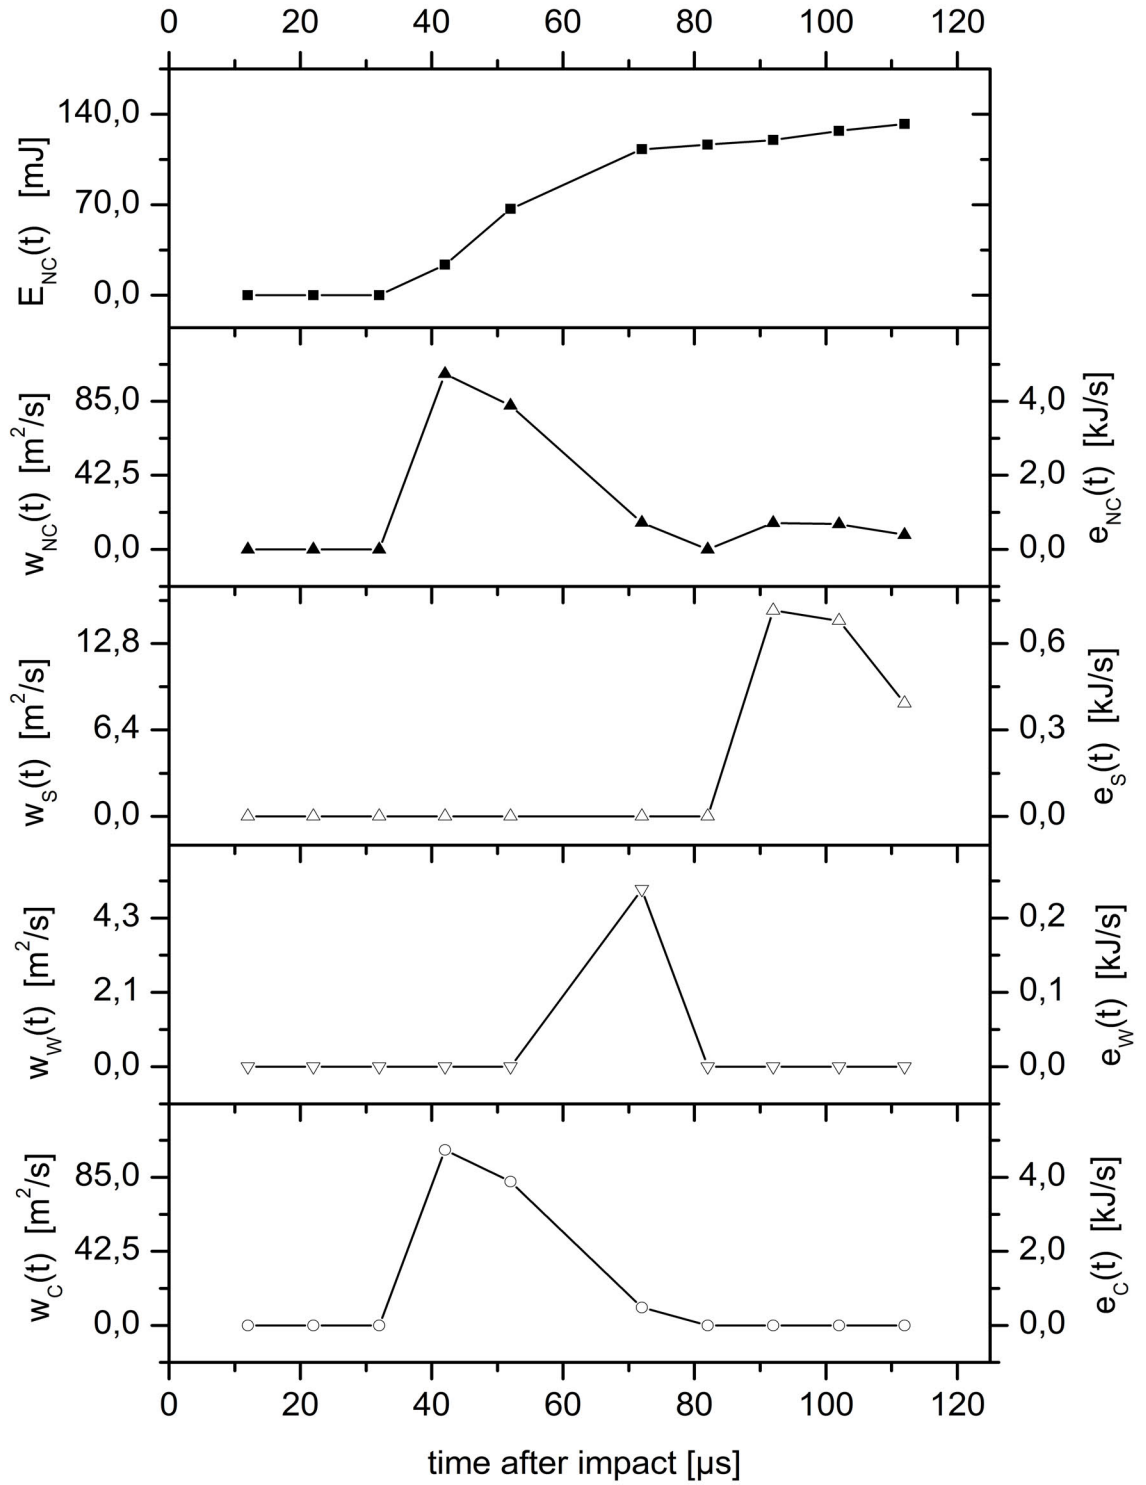 0 20 40 60 80 100 120
140,0
70,0
0,0
E_NC(t) [mJ]
85,0 4,0
42,5 2,0
0,0 0,0
w_NC(t) [m²/s] e_NC(t) [kJ/s]
12,8 0,6
6,4 0,3
0,0 0,0
w_S(t) [m²/s] e_S(t) [kJ/s]
4,3 0,2
2,1 0,1
0,0 0,0
w_W(t) [m²/s] e_W(t) [kJ/s]
85,0 4,0
42,5 2,0
0,0 0,0
w_C(t) [m²/s] e_C(t) [kJ/s]
0 20 40 60 80 100 120
time after impact [µs]